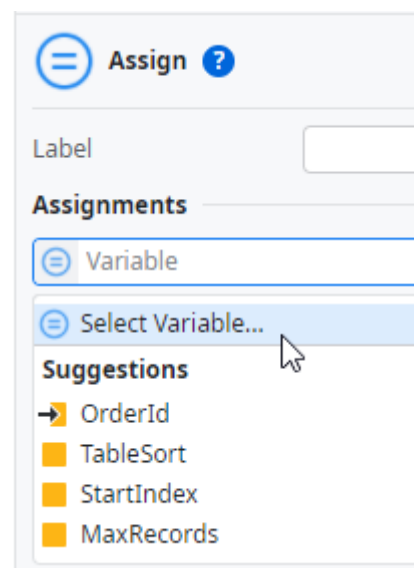 Assign ?
Label
Assignments
Variable
Select Variable...
Suggestions
OrderId
TableSort
StartIndex
MaxRecords